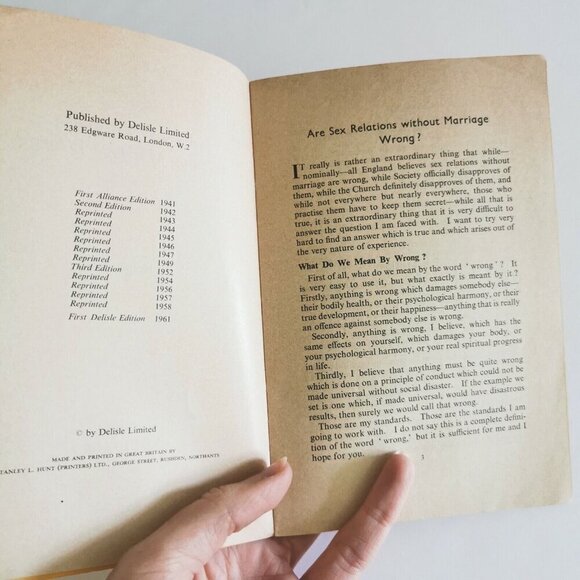 Published by Delisle Limited
238 Edgware Road, London, W.2
First Alliance Edition 1941
Second Edition 1942
Reprinted 1943
Reprinted 1944
Reprinted 1945
Reprinted 1946
Reprinted 1947
Reprinted 1949
Third Edition 1952
Reprinted 1954
Reprinted 1956
Reprinted 1957
Reprinted 1958
First Delisle Edition 1961
© by Delisle Limited
MADE AND PRINTED IN GREAT BRITAIN BY
STANLEY L. HUNT (PRINTERS) LTD., GEORGE STREET, RUSHDEN, NORTHANTS
Are Sex Relations without Marriage
Wrong?
IT really is rather an extraordinary thing that while—
nominally—all England believes sex relations without
marriage are wrong, while Society officially disapproves of
them, while the Church definitely disapproves of them, and
while not everywhere but nearly everywhere, those who
practise them have to keep them secret—while all that is
true, it is an extraordinary thing that it is very difficult to
answer the question I am faced with. I want to try very
hard to find an answer which is true and which arises out of
the very nature of experience.
What Do We Mean By Wrong?
First of all, what do we mean by the word ‘wrong’? It
is very easy to use it, but what exactly is meant by it?
Firstly, anything is wrong which damages somebody else—
their bodily health, or their psychological harmony, or their
true development, or their happiness—anything that is really
an offence against somebody else is wrong.
Secondly, anything is wrong, I believe, which has the
same effects on yourself, which damages your body, or
your psychological harmony, or your real spiritual progress
in life.
Thirdly, I believe that anything must be quite wrong
which is done on a principle of conduct which could not be
made universal without social disaster. If the example we
set is one which, if made universal, would have disastrous
results, then surely we would call that wrong.
Those are my standards. Those are the standards I am
going to work with. I do not say this is a complete defini-
tion of the word ‘wrong,’ but it is sufficient for me and I
hope for you.
3